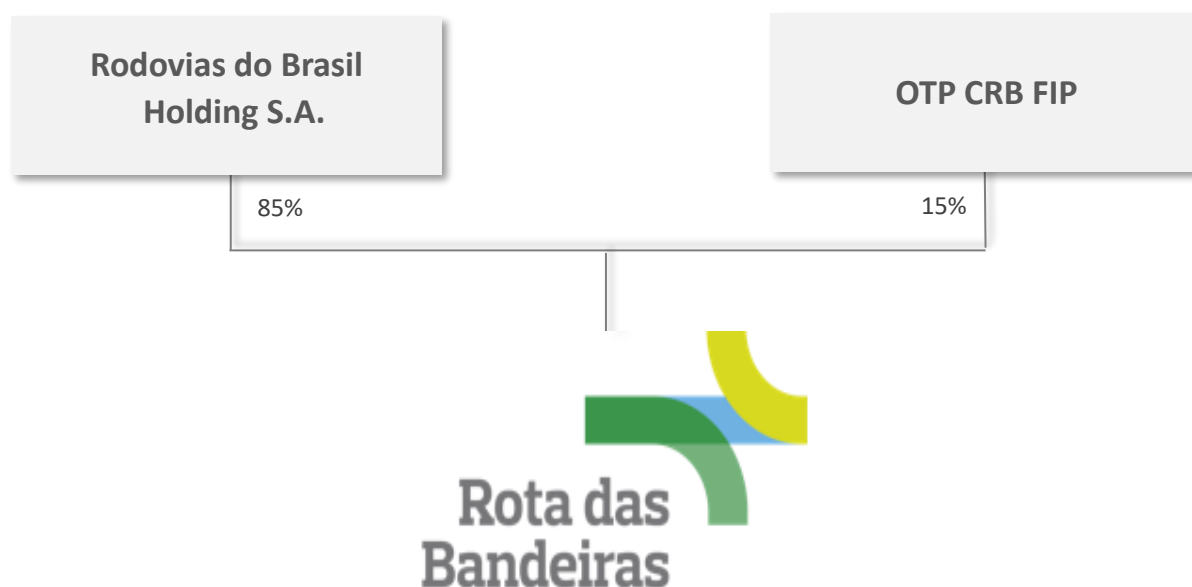 Rodovias do Brasil
Holding S.A.
OTP CRB FIP
85%
15%
Rota das
Bandeiras